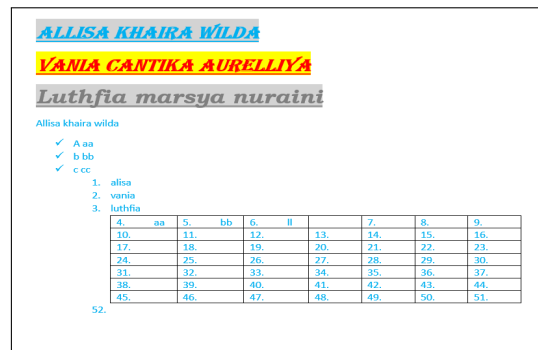 ALLISA KHAIRA WILDA
VANIA CANTIKA AURELLIYA
Luthfia marsya nuraini
Allisa khaira wilda
✓ A aa
✓ b bb
✓ c cc
1. alisa
2. vania
3. luthfia
4. aa 5. bb 6. ll 7. 8. 9.
10. 11. 12. 13. 14. 15. 16.
17. 18. 19. 20. 21. 22. 23.
24. 25. 26. 27. 28. 29. 30.
31. 32. 33. 34. 35. 36. 37.
38. 39. 40. 41. 42. 43. 44.
45. 46. 47. 48. 49. 50. 51.
52.